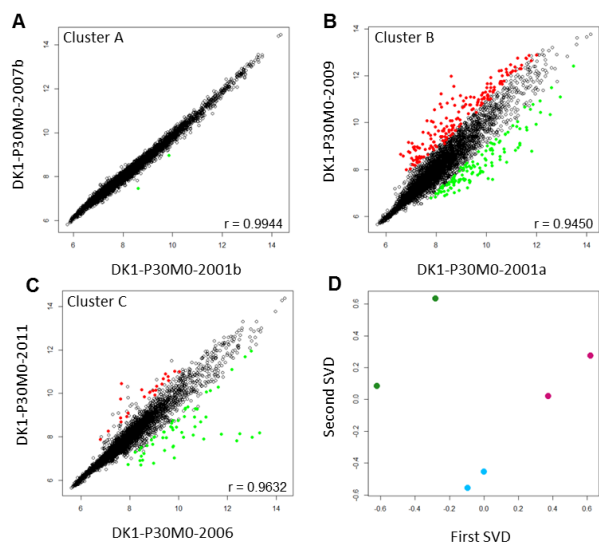 A
Cluster A
DK1-P30M0-2007b
14
12
10
8
6
r = 0.9944
6 8 10 12 14
DK1-P30M0-2001b
B
Cluster B
DK1-P30M0-2009
14
12
10
8
6
r = 0.9450
6 8 10 12 14
DK1-P30M0-2001a
C
Cluster C
DK1-P30M0-2011
14
12
10
8
6
r = 0.9632
6 8 10 12 14
DK1-P30M0-2006
D
Second SVD
0.6
0.4
0.2
0.0
-0.2
-0.4
-0.6
-0.6 -0.4 -0.2 0.0 0.2 0.4 0.6
First SVD